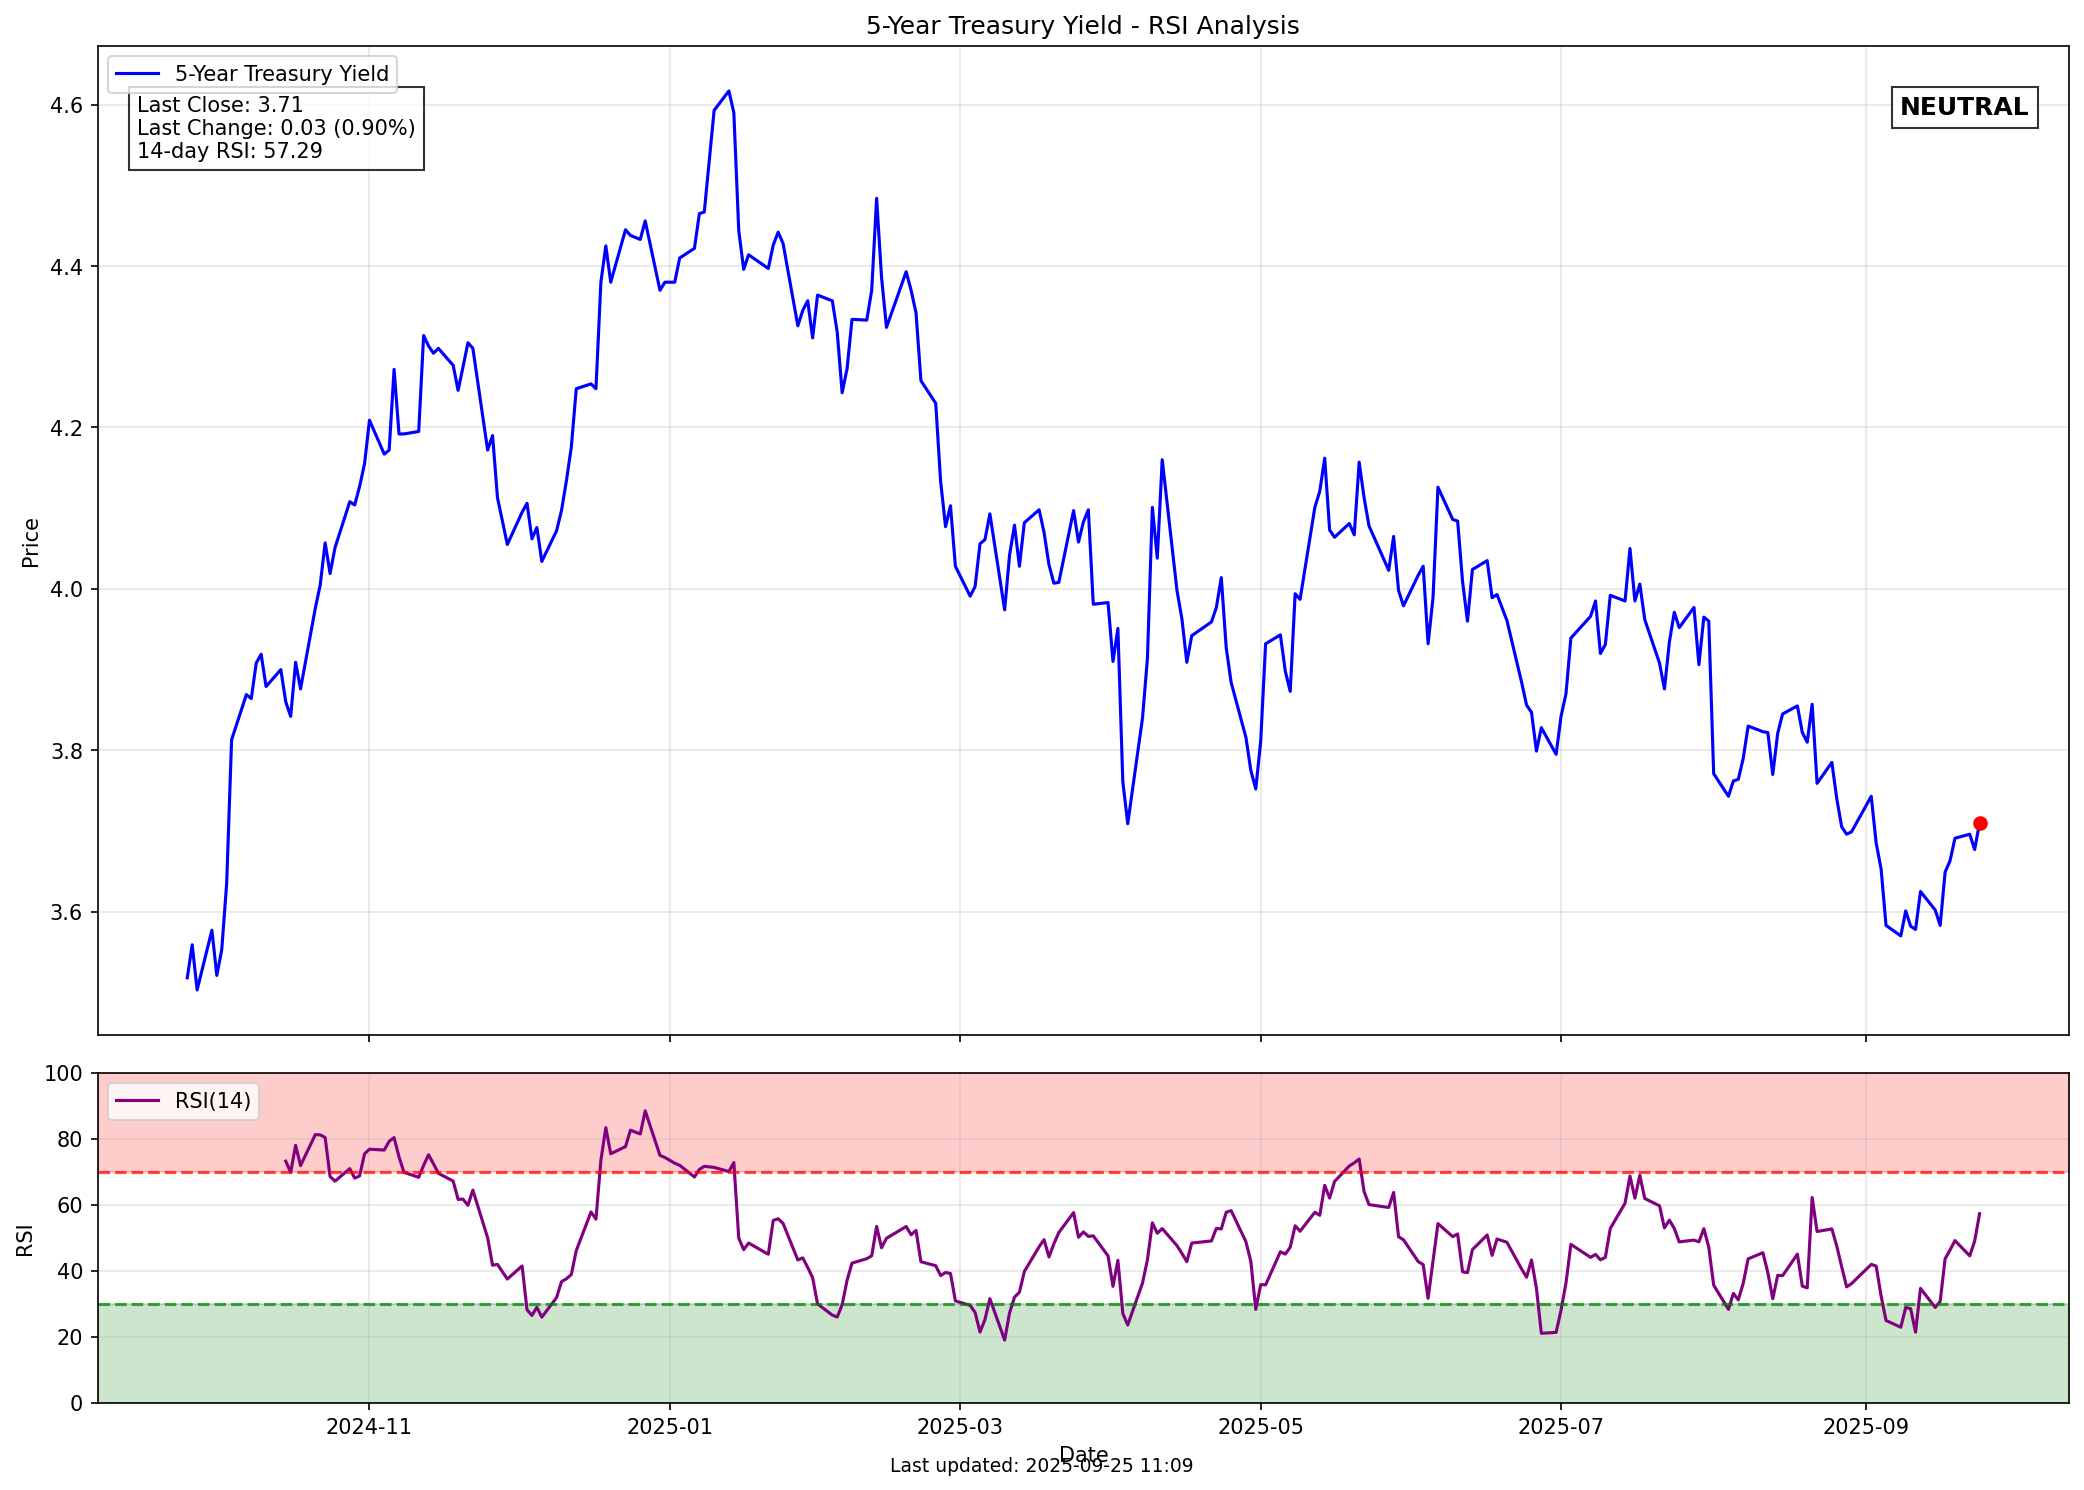 5-Year Treasury Yield - RSI Analysis
5-Year Treasury Yield
Last Close: 3.71
Last Change: 0.03 (0.90%)
14-day RSI: 57.29
NEUTRAL
Price
4.6
4.4
4.2
4.0
3.8
3.6
RSI(14)
RSI
100
80
60
40
20
0
2024-11
2025-01
2025-03
2025-05
2025-07
2025-09
Date
Last updated: 2025-09-25 11:09